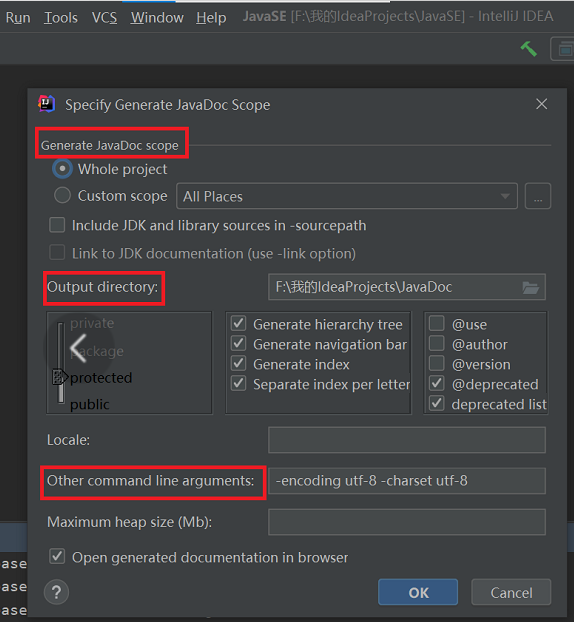 Run Tools VCS Window Help JavaSE [F:\我的IdeaProjects\JavaSE] - IntelliJ IDEA
Specify Generate JavaDoc Scope
Generate JavaDoc scope
Whole project
Custom scope All Places ...
Include JDK and library sources in -sourcepath
Link to JDK documentation (use -link option)
Output directory: F:\我的IdeaProjects\JavaDoc
private Generate hierarchy tree @use
package Generate navigation bar @author
Generate index @version
protected Separate index per letter @deprecated
public deprecated list
Locale:
Other command line arguments: -encoding utf-8 -charset utf-8
Maximum heap size (Mb):
Open generated documentation in browser
ase
ase
? OK Cancel
ase